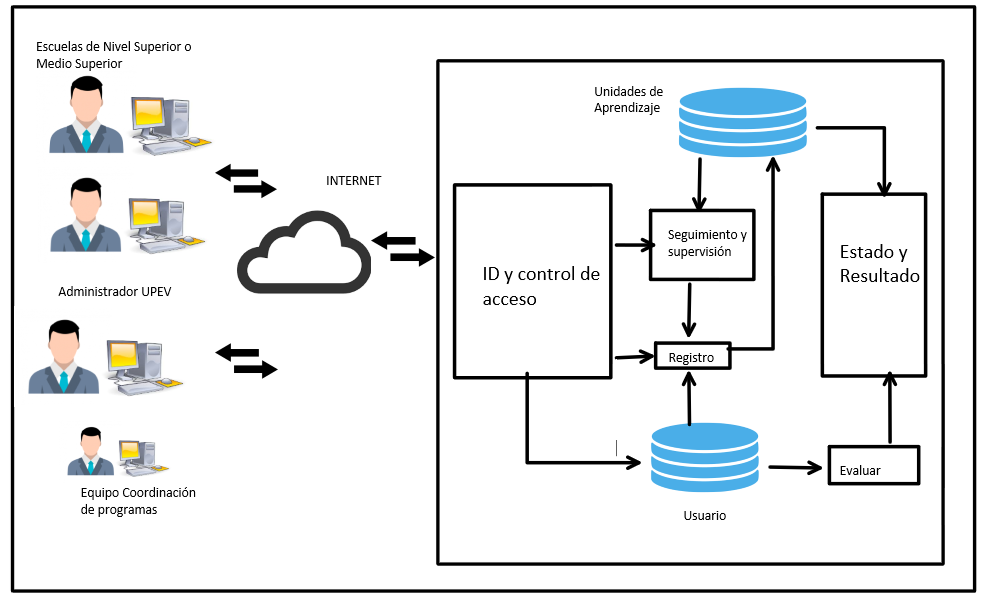 Escuelas de Nivel Superior o
Medio Superior
Administrador UPEV
Equipo Coordinación
de programas
INTERNET
Unidades de
Aprendizaje
ID y control de
acceso
Seguimiento y
supervisión
Registro
Usuario
Estado y
Resultado
Evaluar